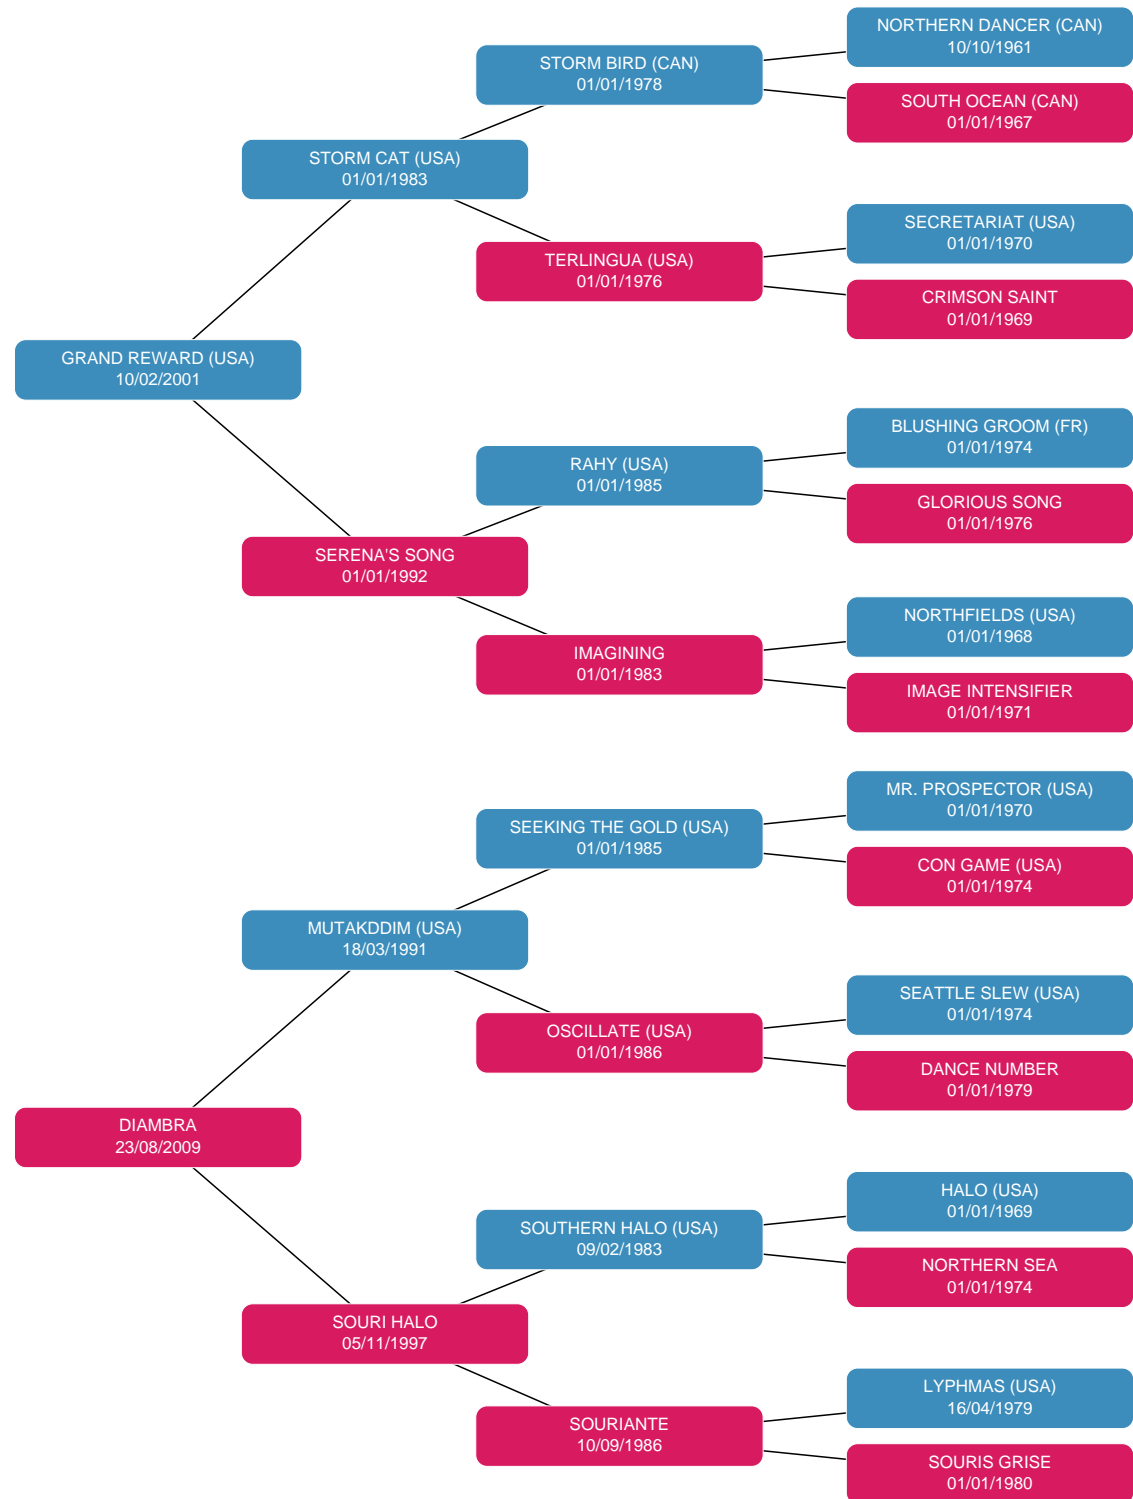 NORTHERN DANCER (CAN)
10/10/1961
STORM BIRD (CAN)
01/01/1978
SOUTH OCEAN (CAN)
01/01/1967
STORM CAT (USA)
01/01/1983
SECRETARIAT (USA)
01/01/1970
TERLINGUA (USA)
01/01/1976
CRIMSON SAINT
01/01/1969
GRAND REWARD (USA)
10/02/2001
BLUSHING GROOM (FR)
01/01/1974
RAHY (USA)
01/01/1985
GLORIOUS SONG
01/01/1976
SERENA'S SONG
01/01/1992
NORTHFIELDS (USA)
01/01/1968
IMAGINING
01/01/1983
IMAGE INTENSIFIER
01/01/1971
MR. PROSPECTOR (USA)
01/01/1970
SEEKING THE GOLD (USA)
01/01/1985
CON GAME (USA)
01/01/1974
MUTAKDDIM (USA)
18/03/1991
SEATTLE SLEW (USA)
01/01/1974
OSCILLATE (USA)
01/01/1986
DANCE NUMBER
01/01/1979
DIAMBRA
23/08/2009
HALO (USA)
01/01/1969
SOUTHERN HALO (USA)
09/02/1983
NORTHERN SEA
01/01/1974
SOURI HALO
05/11/1997
LYPHMAS (USA)
16/04/1979
SOURIANTE
10/09/1986
SOURIS GRISE
01/01/1980